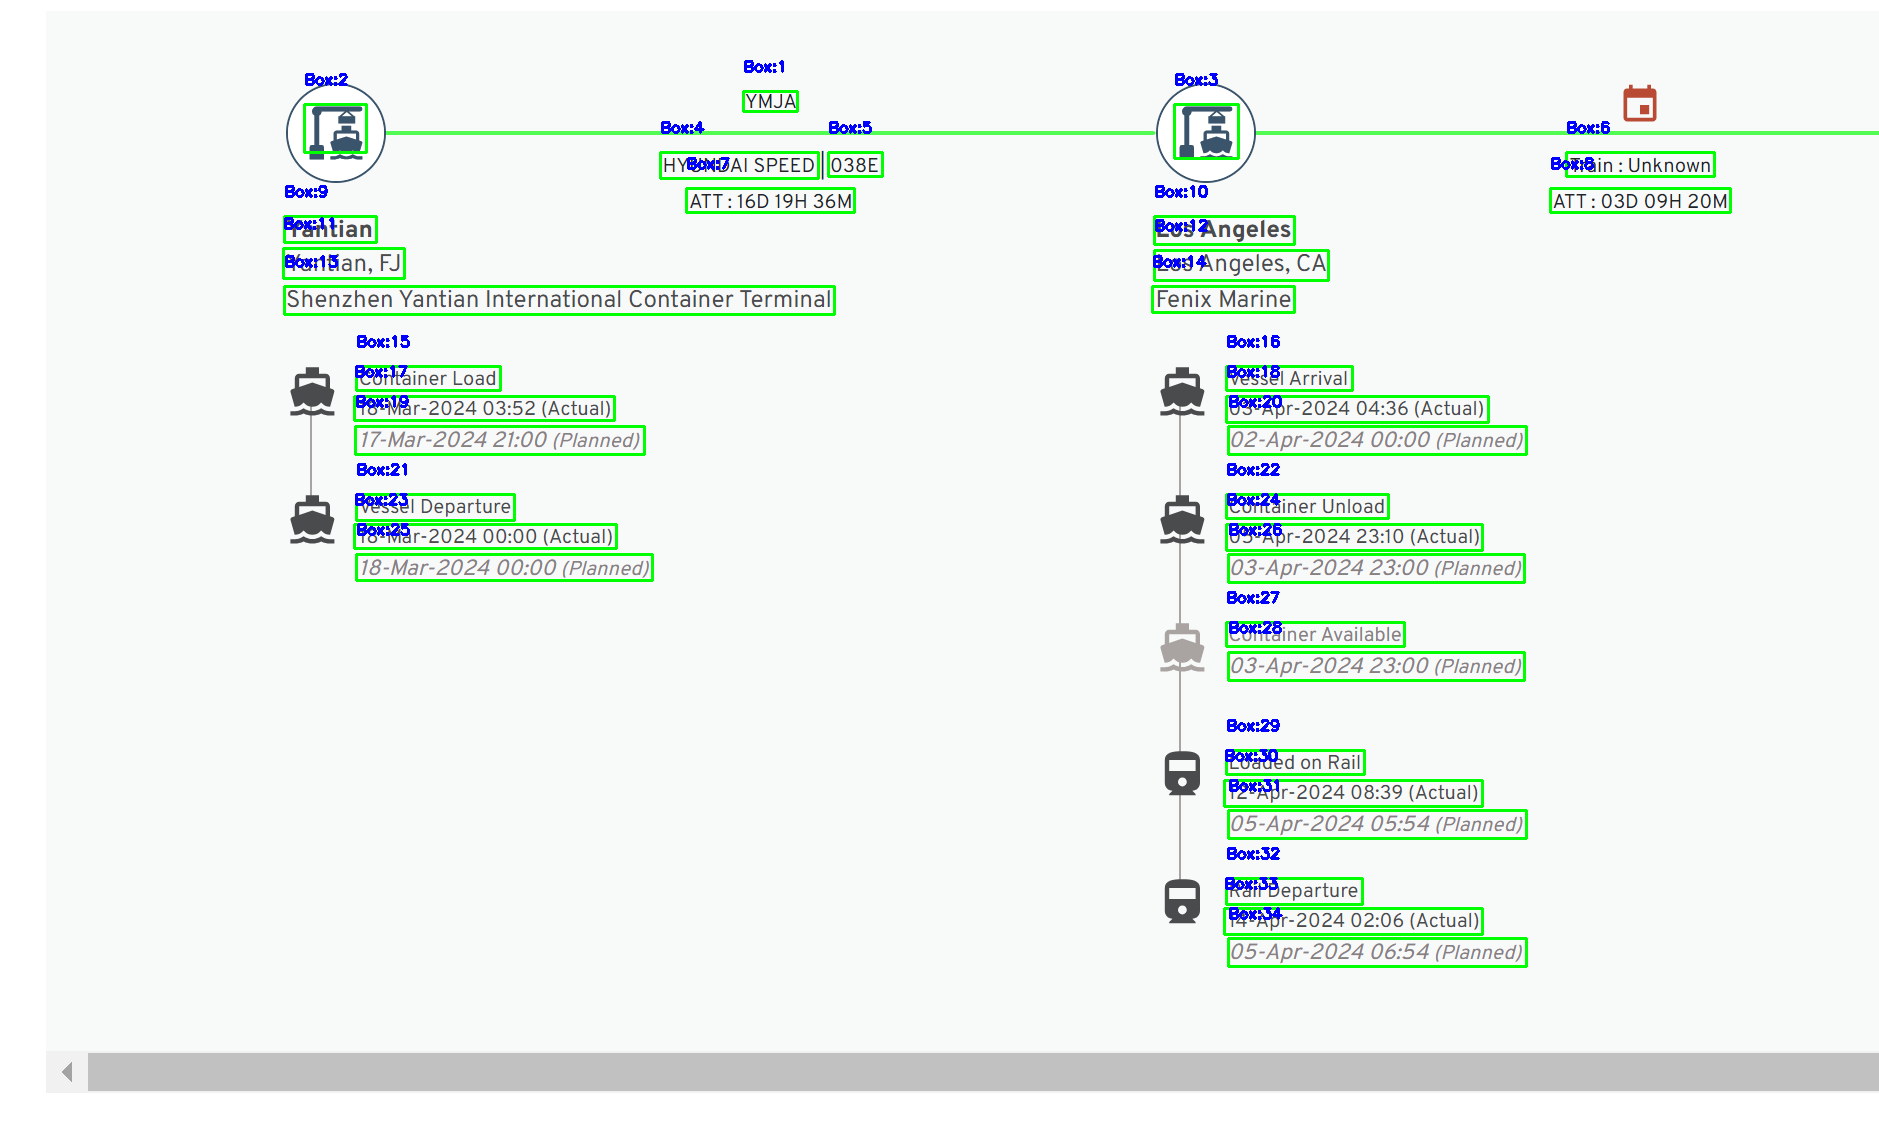 Box:1
Box:2
Box:3
YMJA
Box:4
Box:5
Box:6
HYUNDAI SPEED | 038E
Box:7
Train : Unknown
Box:8
ATT : 16D 19H 36M
ATT : 03D 09H 20M
Box:9
Yantian
Box:11
Yantian, FJ
Box:13
Shenzhen Yantian International Container Terminal
Box:15
Container Load
Box:17
18-Mar-2024 03:52 (Actual)
Box:19
17-Mar-2024 21:00 (Planned)
Box:21
Vessel Departure
Box:23
18-Mar-2024 00:00 (Actual)
Box:25
18-Mar-2024 00:00 (Planned)
Box:10
Los Angeles
Box:12
Los Angeles, CA
Box:14
Fenix Marine
Box:16
Vessel Arrival
Box:18
03-Apr-2024 04:36 (Actual)
Box:20
02-Apr-2024 00:00 (Planned)
Box:22
Container Unload
Box:24
-Apr-2024 23:10 (Actual)
Box:26
03-Apr-2024 23:00 (Planned)
Box:27
Container Available
Box:28
03-Apr-2024 23:00 (Planned)
Box:29
Loaded on Rail
Box:30
12-Apr-2024 08:39 (Actual)
Box:31
05-Apr-2024 05:54 (Planned)
Box:32
Rail Departure
Box:33
14-Apr-2024 02:06 (Actual)
Box:34
05-Apr-2024 06:54 (Planned)